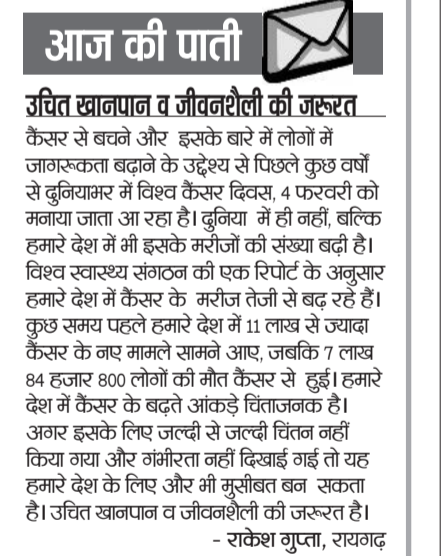 आज की पाती
उचित खानपान व जीवनशैली की जरूरत
कैंसर से बचने और इसके बारे में लोगों में
जागरूकता बढ़ाने के उद्देश्य से पिछले कुछ वर्षों
से दुनियाभर में विश्व कैंसर दिवस, 4 फरवरी को
मनाया जाता आ रहा है। दुनिया में ही नहीं, बल्कि
हमारे देश में भी इसके मरीजों की संख्या बढ़ी है।
विश्व स्वास्थ्य संगठन की एक रिपोर्ट के अनुसार
हमारे देश में कैंसर के मरीज तेजी से बढ़ रहे हैं।
कुछ समय पहले हमारे देश में 11 लाख से ज्यादा
कैंसर के नए मामले सामने आए, जबकि 7 लाख
84 हजार 800 लोगों की मौत कैंसर से हुई। हमारे
देश में कैंसर के बढ़ते आंकड़े चिंताजनक है।
अगर इसके लिए जल्दी से जल्दी चिंतन नहीं
किया गया और गंभीरता नहीं दिखाई गई तो यह
हमारे देश के लिए और भी मुसीबत बन सकता
है। उचित खानपान व जीवनशैली की जरूरत है।
- राकेश गुप्ता, रायगढ़